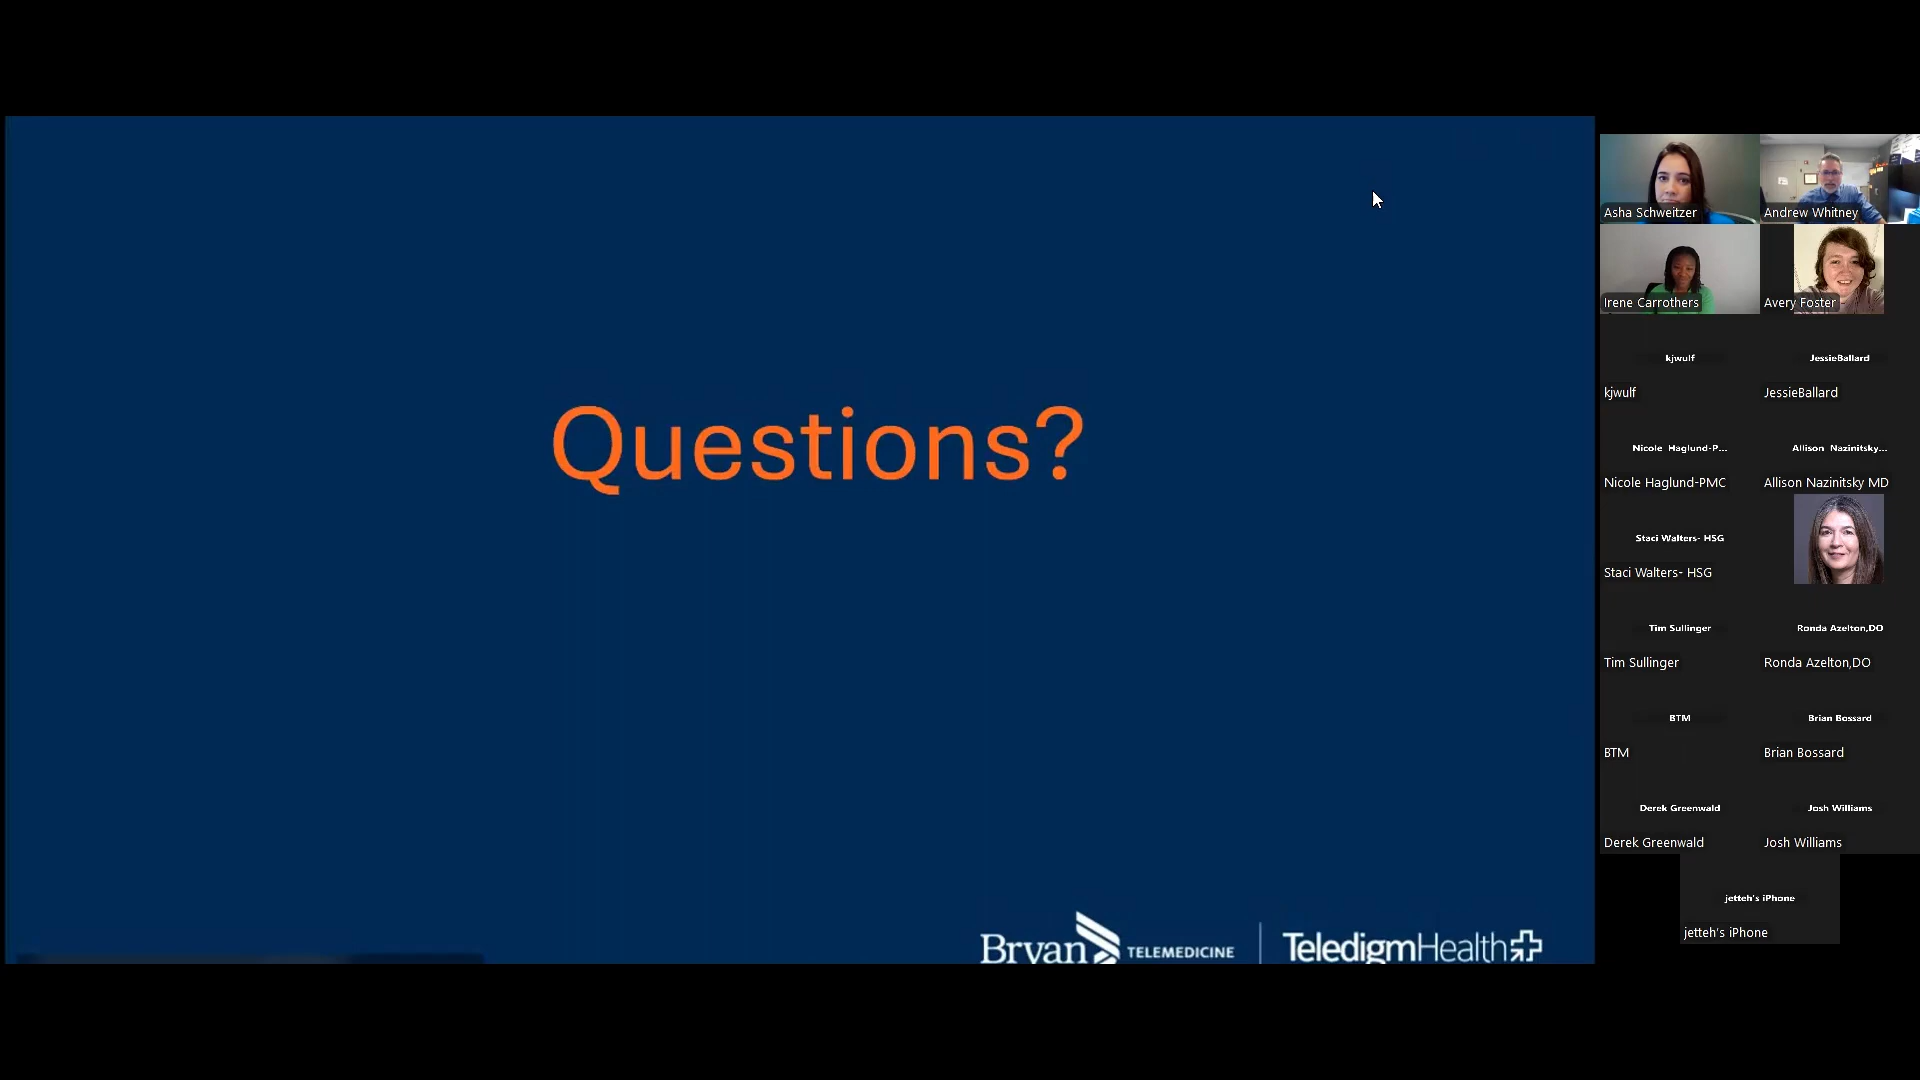 Questions?
Bryan TELEMEDICINE
TeledigmHealth
Asha Schweitzer
Andrew Whitney
Irene Carrothers
Avery Foster
kjwulf
JessieBallard
kjwulf
JessieBallard
Nicole Haglund-P...
Allison Nazinitsky...
Nicole Haglund-PMC
Allison Nazinitsky MD
Staci Walters- HSG
Staci Walters- HSG
Tim Sullinger
Ronda Azelton,DO
Tim Sullinger
Ronda Azelton,DO
BTM
Brian Bossard
BTM
Brian Bossard
Derek Greenwald
Josh Williams
Derek Greenwald
Josh Williams
jetteh's iPhone
jetteh's iPhone